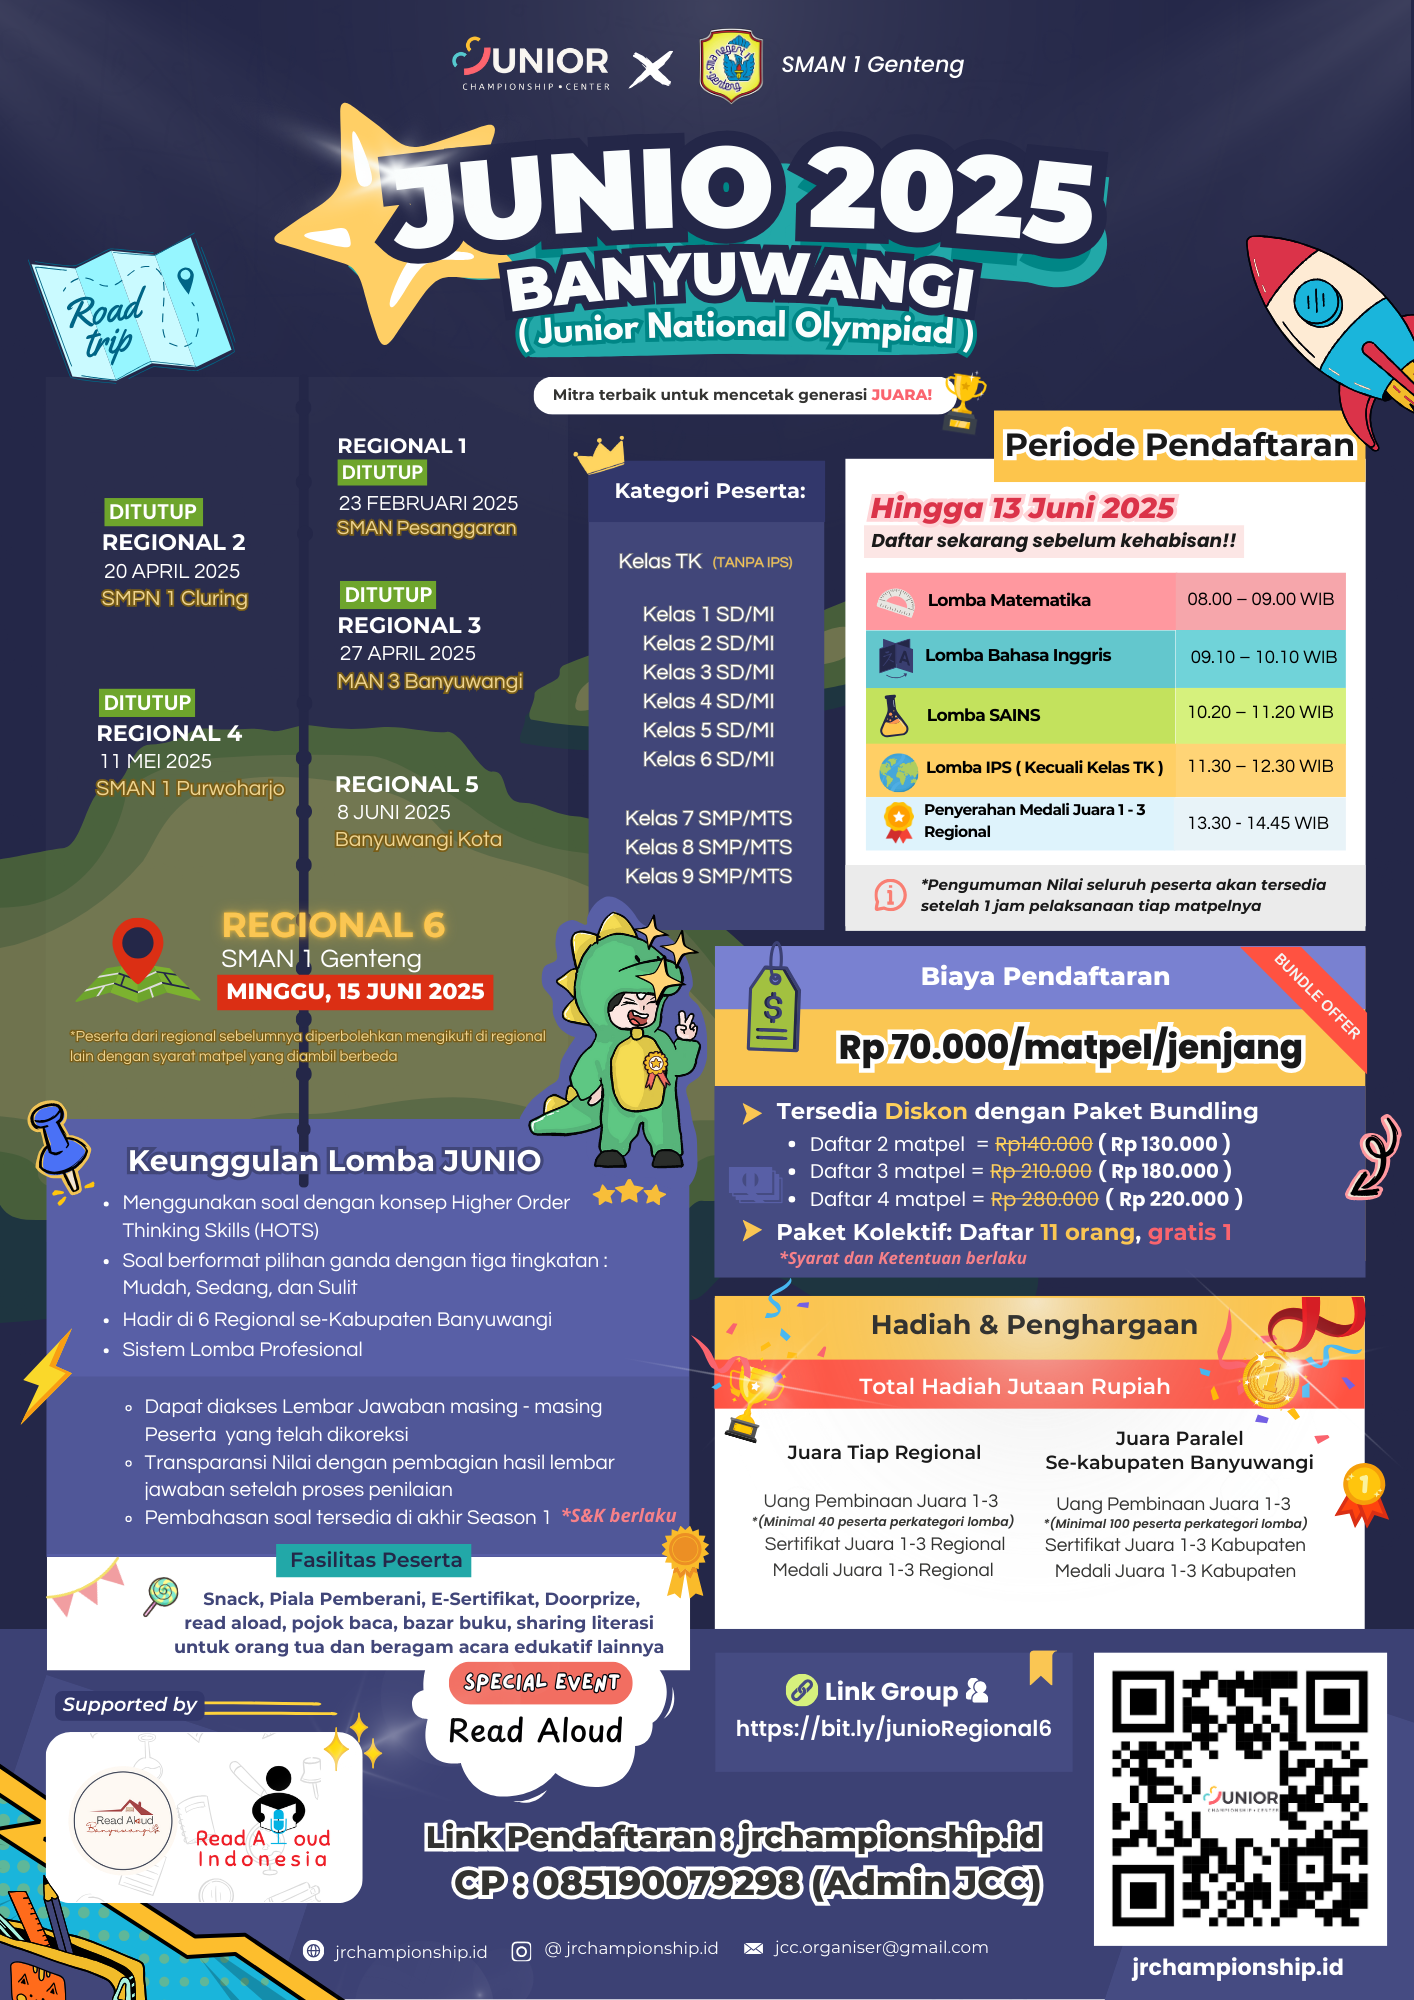 JUNIOR
CHAMPIONSHIP • CENTER
SMAN 1 Genteng
JUNIO 2025
BANYUWANGI
( Junior National Olympiad )
Road
trip
Mitra terbaik untuk mencetak generasi JUARA!
REGIONAL 1
DITUTUP
23 FEBRUARI 2025
SMAN Pesanggaran
DITUTUP
REGIONAL 2
20 APRIL 2025
SMPN 1 Cluring
DITUTUP
REGIONAL 3
27 APRIL 2025
MAN 3 Banyuwangi
DITUTUP
REGIONAL 4
11 MEI 2025
SMAN 1 Purwoharjo
REGIONAL 5
8 JUNI 2025
Banyuwangi Kota
REGIONAL 6
SMAN 1 Genteng
MINGGU, 15 JUNI 2025
*Peserta dari regional sebelumnya diperbolehkan mengikuti di regional
lain dengan syarat matpel yang diambil berbeda
Kategori Peserta:
Kelas TK (TANPA IPS)
Kelas 1 SD/MI
Kelas 2 SD/MI
Kelas 3 SD/MI
Kelas 4 SD/MI
Kelas 5 SD/MI
Kelas 6 SD/MI
Kelas 7 SMP/MTS
Kelas 8 SMP/MTS
Kelas 9 SMP/MTS
Periode Pendaftaran
Hingga 13 Juni 2025
Daftar sekarang sebelum kehabisan!!
Lomba Matematika 08.00 – 09.00 WIB
Lomba Bahasa Inggris 09.10 – 10.10 WIB
Lomba SAINS 10.20 – 11.20 WIB
Lomba IPS ( Kecuali Kelas TK ) 11.30 – 12.30 WIB
Penyerahan Medali Juara 1 - 3
Regional
13.30 - 14.45 WIB
*Pengumuman Nilai seluruh peserta akan tersedia
setelah 1 jam pelaksanaan tiap matpelnya
Biaya Pendaftaran
BUNDLE OFFER
Rp 70.000/matpel/jenjang
Tersedia Diskon dengan Paket Bundling
• Daftar 2 matpel = Rp140.000 ( Rp 130.000 )
• Daftar 3 matpel = Rp 210.000 ( Rp 180.000 )
• Daftar 4 matpel = Rp 280.000 ( Rp 220.000 )
Paket Kolektif: Daftar 11 orang, gratis 1
*Syarat dan Ketentuan berlaku
Keunggulan Lomba JUNIO
• Menggunakan soal dengan konsep Higher Order
Thinking Skills (HOTS)
• Soal berformat pilihan ganda dengan tiga tingkatan :
Mudah, Sedang, dan Sulit
• Hadir di 6 Regional se-Kabupaten Banyuwangi
• Sistem Lomba Profesional
◦ Dapat diakses Lembar Jawaban masing - masing
Peserta yang telah dikoreksi
◦ Transparansi Nilai dengan pembagian hasil lembar
jawaban setelah proses penilaian
◦ Pembahasan soal tersedia di akhir Season 1 *S&K berlaku
Fasilitas Peserta
Snack, Piala Pemberani, E-Sertifikat, Doorprize,
read aload, pojok baca, bazar buku, sharing literasi
untuk orang tua dan beragam acara edukatif lainnya
Hadiah & Penghargaan
Total Hadiah Jutaan Rupiah
Juara Tiap Regional
Uang Pembinaan Juara 1-3
*(Minimal 40 peserta perkategori lomba)
Sertifikat Juara 1-3 Regional
Medali Juara 1-3 Regional
Juara Paralel
Se-kabupaten Banyuwangi
Uang Pembinaan Juara 1-3
*(Minimal 100 peserta perkategori lomba)
Sertifikat Juara 1-3 Kabupaten
Medali Juara 1-3 Kabupaten
Supported by
Read Aloud
Banyuwangi
Read Aloud
Indonesia
SPECIAL EVENT
Read Aloud
Link Group
https://bit.ly/junioRegional6
Link Pendaftaran : jrchampionship.id
CP : 085190079298 (Admin JCC)
jrchampionship.id
@ jrchampionship.id
jcc.organiser@gmail.com
JUNIOR
CHAMPIONSHIP • CENTER
jrchampionship.id